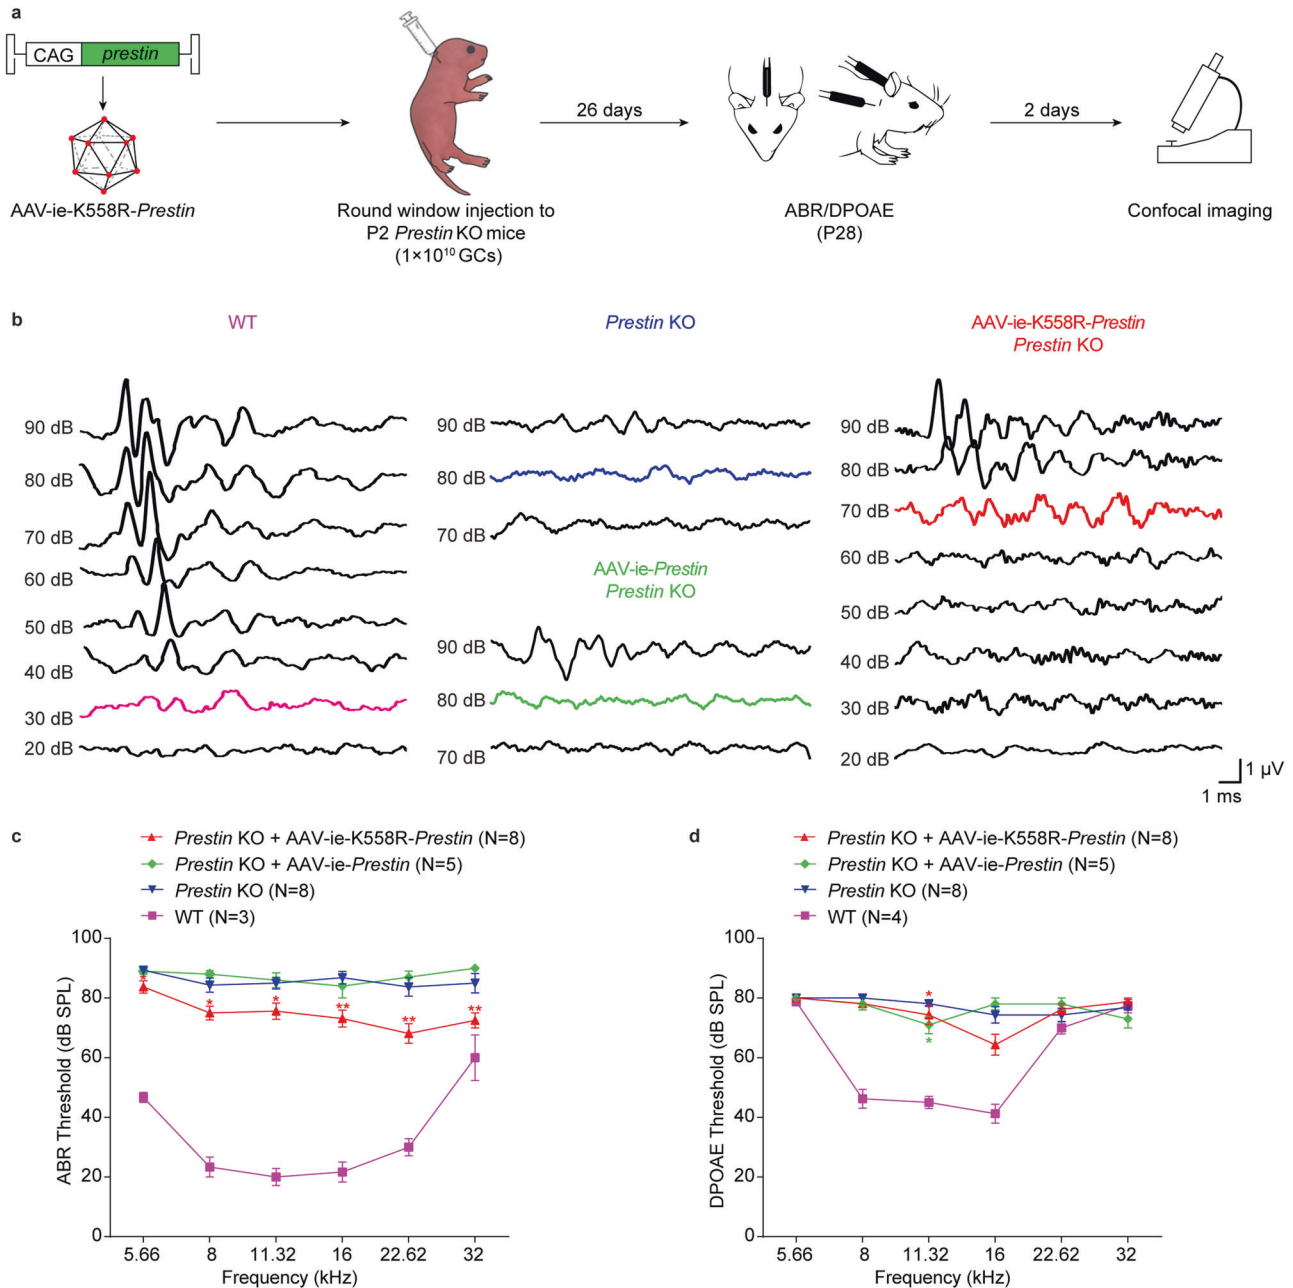 a
CAG prestin
26 days
2 days
AAV-ie-K558R-Prestin
Round window injection to
P2 Prestin KO mice
(1×10¹⁰ GCs)
ABR/DPOAE
(P28)
Confocal imaging
b
WT
90 dB
80 dB
70 dB
60 dB
50 dB
40 dB
30 dB
20 dB
Prestin KO
90 dB
80 dB
70 dB
AAV-ie-Prestin
Prestin KO
90 dB
80 dB
70 dB
AAV-ie-K558R-Prestin
Prestin KO
90 dB
80 dB
70 dB
60 dB
50 dB
40 dB
30 dB
20 dB
1 µV
1 ms
c
Prestin KO + AAV-ie-K558R-Prestin (N=8)
Prestin KO + AAV-ie-Prestin (N=5)
Prestin KO (N=8)
WT (N=3)
ABR Threshold (dB SPL)
100
80
60
40
20
0
* * * ** ** **
5.66 8 11.32 16 22.62 32
Frequency (kHz)
d
Prestin KO + AAV-ie-K558R-Prestin (N=8)
Prestin KO + AAV-ie-Prestin (N=5)
Prestin KO (N=8)
WT (N=4)
DPOAE Threshold (dB SPL)
100
80
60
40
20
0
*
*
5.66 8 11.32 16 22.62 32
Frequency (kHz)